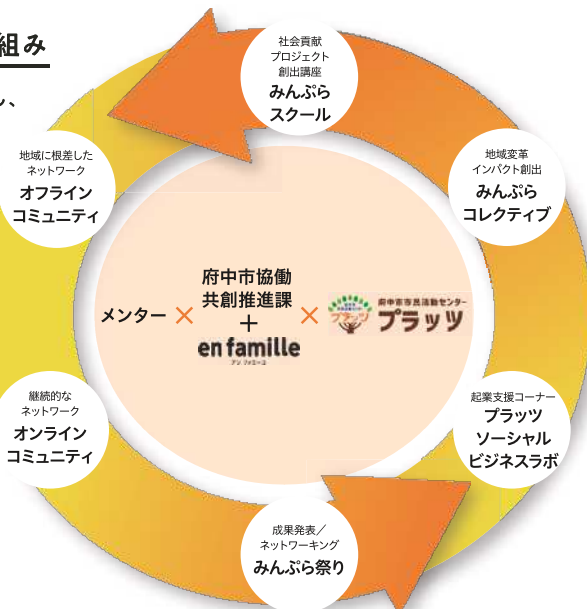 組み
し、
社会貢献
プロジェクト
創出講座
みんぷら
スクール
地域に根差した
ネットワーク
オフライン
コミュニティ
地域変革
インパクト創出
みんぷら
コレクティブ
メンター × 府中市協働
共創推進課
+
en famille
アン ファミーユ
× プラッツ
府中市市民活動センター
プラッツ
継続的な
ネットワーク
オンライン
コミュニティ
起業支援コーナー
プラッツ
ソーシャル
ビジネスラボ
成果発表/
ネットワーキング
みんぷら祭り